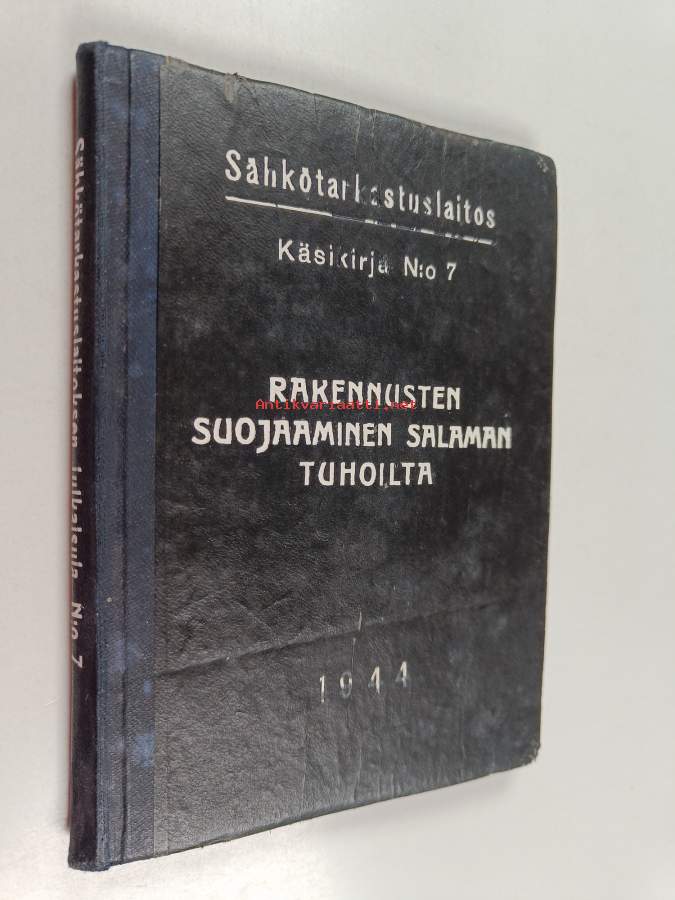 Sähkötarkastuslaitos
Käsikirja N:o 7
RAKENNUSTEN
Antikvariaatti.net
SUOJAAMINEN SALAMAN
TUHOILTA
1944
Sähkötarkastuslaitoksen julkaisuja N:o 7